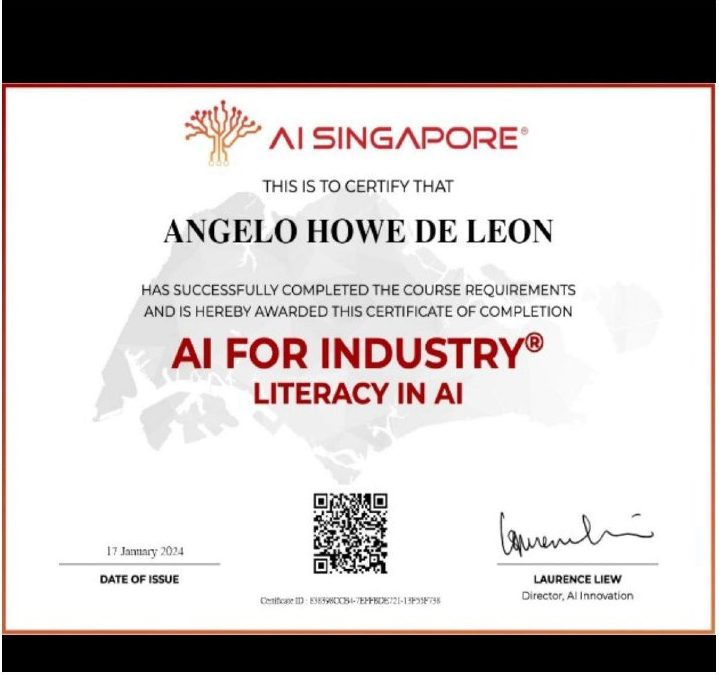 AI SINGAPORE®
THIS IS TO CERTIFY THAT
ANGELO HOWE DE LEON
HAS SUCCESSFULLY COMPLETED THE COURSE REQUIREMENTS
AND IS HEREBY AWARDED THIS CERTIFICATE OF COMPLETION
AI FOR INDUSTRY®
LITERACY IN AI
17 January 2024
DATE OF ISSUE
LAURENCE LIEW
Director, AI Innovation
Certificate ID :